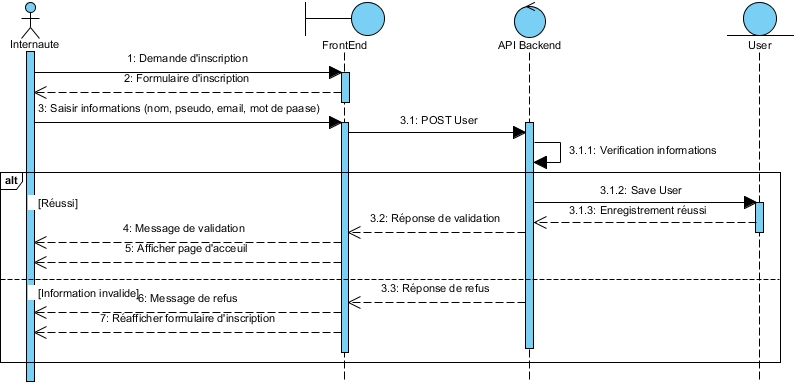 Internaute
FrontEnd
API Backend
User
1: Demande d'inscription
2: Formulaire d'inscription
3: Saisir informations (nom, pseudo, email, mot de paase)
3.1: POST User
3.1.1: Verification informations
alt
3.1.2: Save User
[Réussi]
3.1.3: Enregistrement réussi
3.2: Réponse de validation
4: Message de validation
5: Afficher page d'acceuil
3.3: Réponse de refus
[Information invalide]
6: Message de refus
7: Réafficher formulaire d'inscription